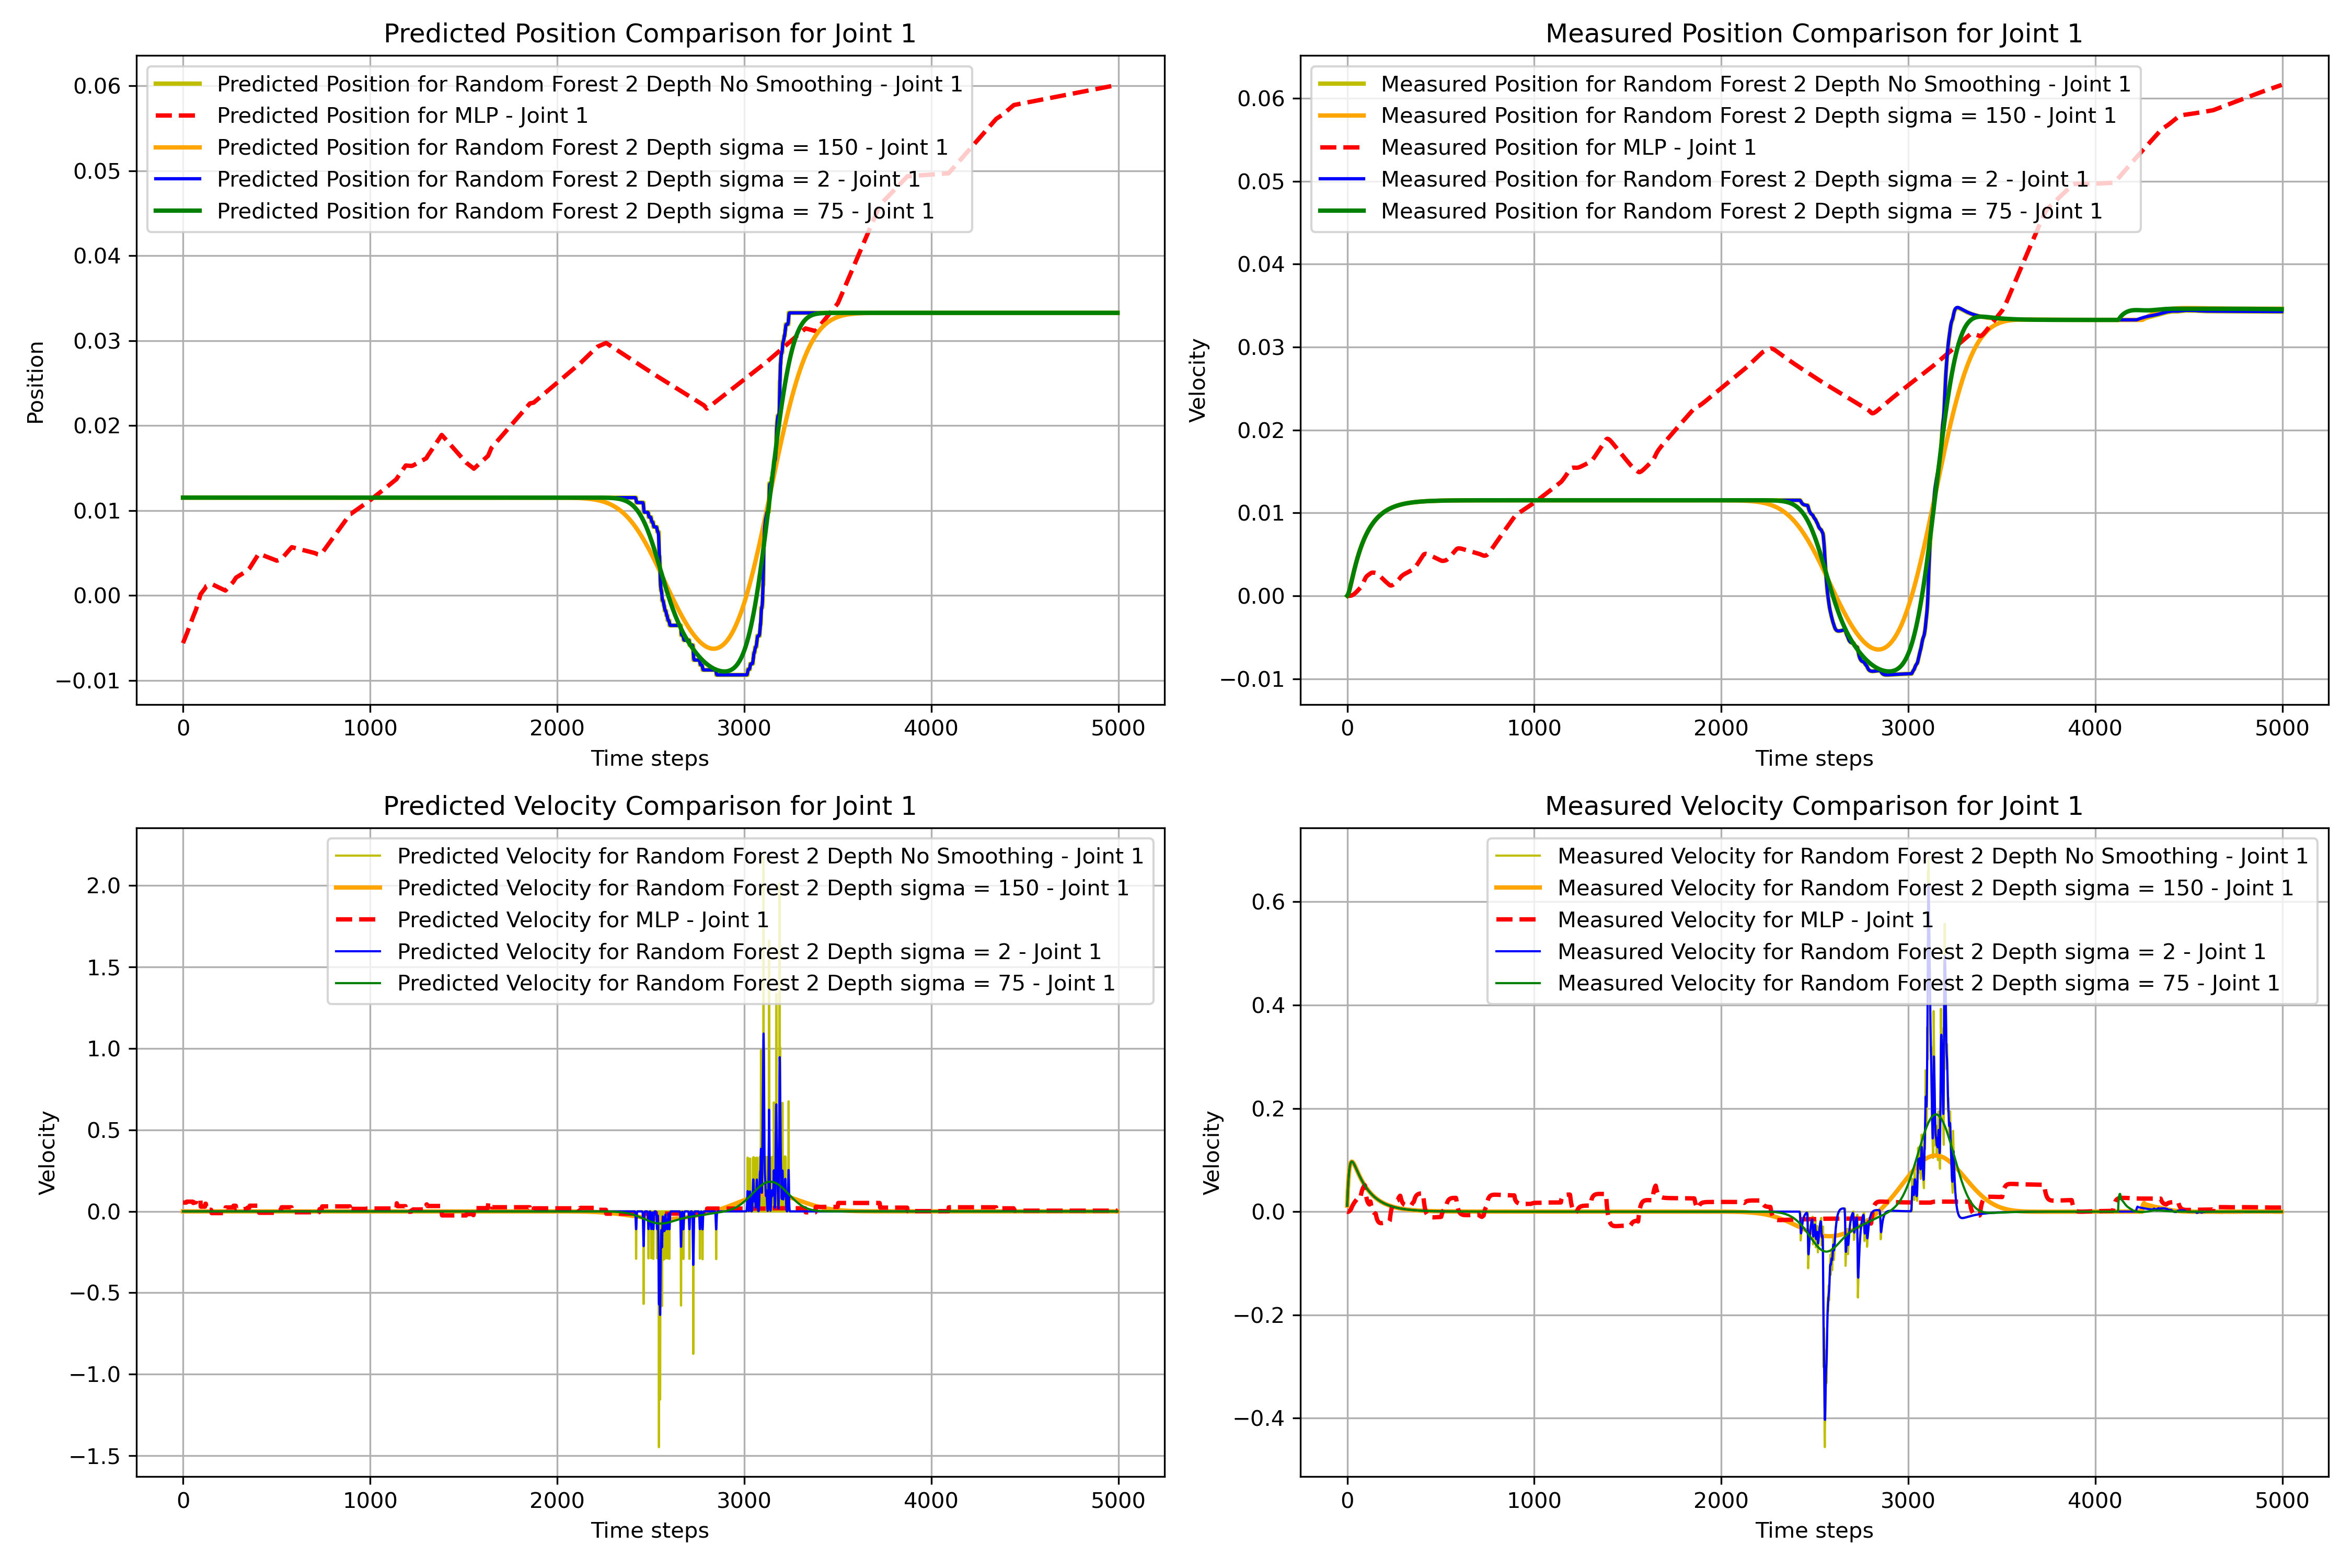 Predicted Position Comparison for Joint 1
Predicted Position for Random Forest 2 Depth No Smoothing - Joint 1
Predicted Position for MLP - Joint 1
Predicted Position for Random Forest 2 Depth sigma = 150 - Joint 1
Predicted Position for Random Forest 2 Depth sigma = 2 - Joint 1
Predicted Position for Random Forest 2 Depth sigma = 75 - Joint 1
0.06
0.05
0.04
0.03
0.02
0.01
0.00
−0.01
Position
0 1000 2000 3000 4000 5000
Time steps
Measured Position Comparison for Joint 1
Measured Position for Random Forest 2 Depth No Smoothing - Joint 1
Measured Position for Random Forest 2 Depth sigma = 150 - Joint 1
Measured Position for MLP - Joint 1
Measured Position for Random Forest 2 Depth sigma = 2 - Joint 1
Measured Position for Random Forest 2 Depth sigma = 75 - Joint 1
0.06
0.05
0.04
0.03
0.02
0.01
0.00
−0.01
Velocity
0 1000 2000 3000 4000 5000
Time steps
Predicted Velocity Comparison for Joint 1
Predicted Velocity for Random Forest 2 Depth No Smoothing - Joint 1
Predicted Velocity for Random Forest 2 Depth sigma = 150 - Joint 1
Predicted Velocity for MLP - Joint 1
Predicted Velocity for Random Forest 2 Depth sigma = 2 - Joint 1
Predicted Velocity for Random Forest 2 Depth sigma = 75 - Joint 1
2.0
1.5
1.0
0.5
0.0
−0.5
−1.0
−1.5
Velocity
0 1000 2000 3000 4000 5000
Time steps
Measured Velocity Comparison for Joint 1
Measured Velocity for Random Forest 2 Depth No Smoothing - Joint 1
Measured Velocity for Random Forest 2 Depth sigma = 150 - Joint 1
Measured Velocity for MLP - Joint 1
Measured Velocity for Random Forest 2 Depth sigma = 2 - Joint 1
Measured Velocity for Random Forest 2 Depth sigma = 75 - Joint 1
0.6
0.4
0.2
0.0
−0.2
−0.4
Velocity
0 1000 2000 3000 4000 5000
Time steps